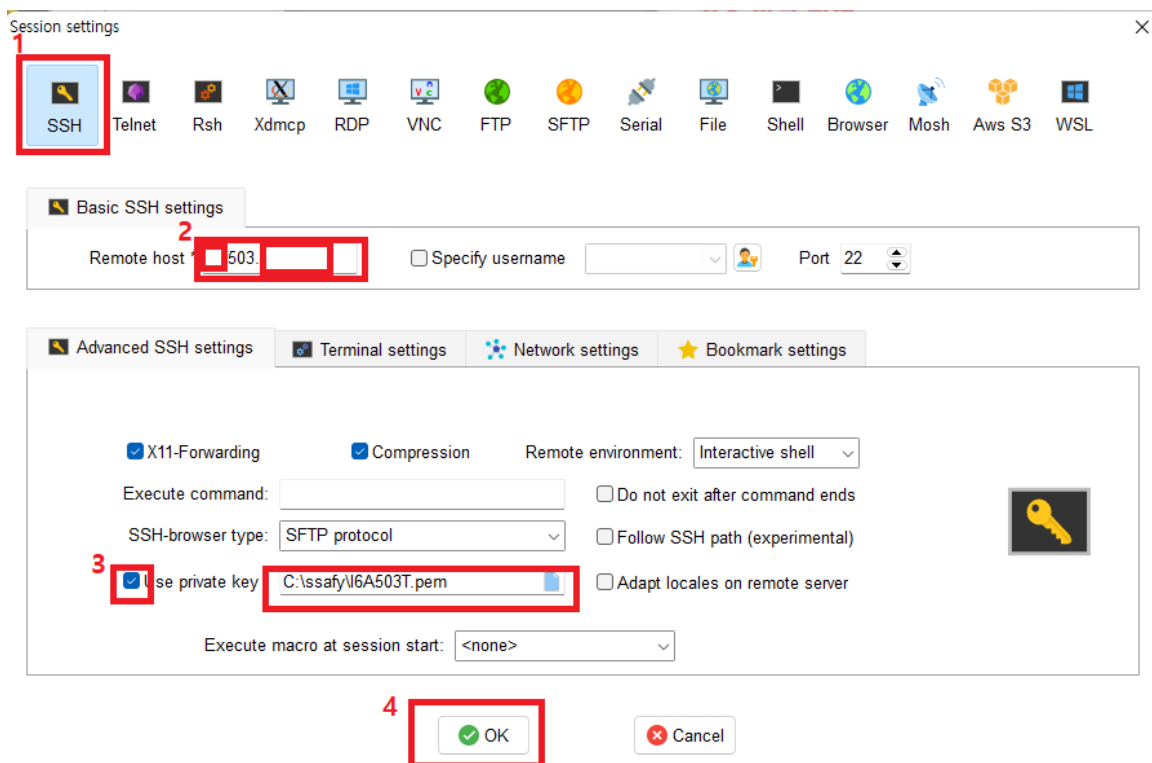 Session settings
1
SSH Telnet Rsh Xdmcp RDP VNC FTP SFTP Serial File Shell Browser Mosh Aws S3 WSL
Basic SSH settings
2
Remote host * 503. Specify username Port 22
Advanced SSH settings Terminal settings Network settings Bookmark settings
X11-Forwarding Compression Remote environment: Interactive shell
Execute command: Do not exit after command ends
SSH-browser type: SFTP protocol Follow SSH path (experimental)
3
Use private key C:\ssafy\I6A503T.pem Adapt locales on remote server
Execute macro at session start: <none>
4
OK Cancel